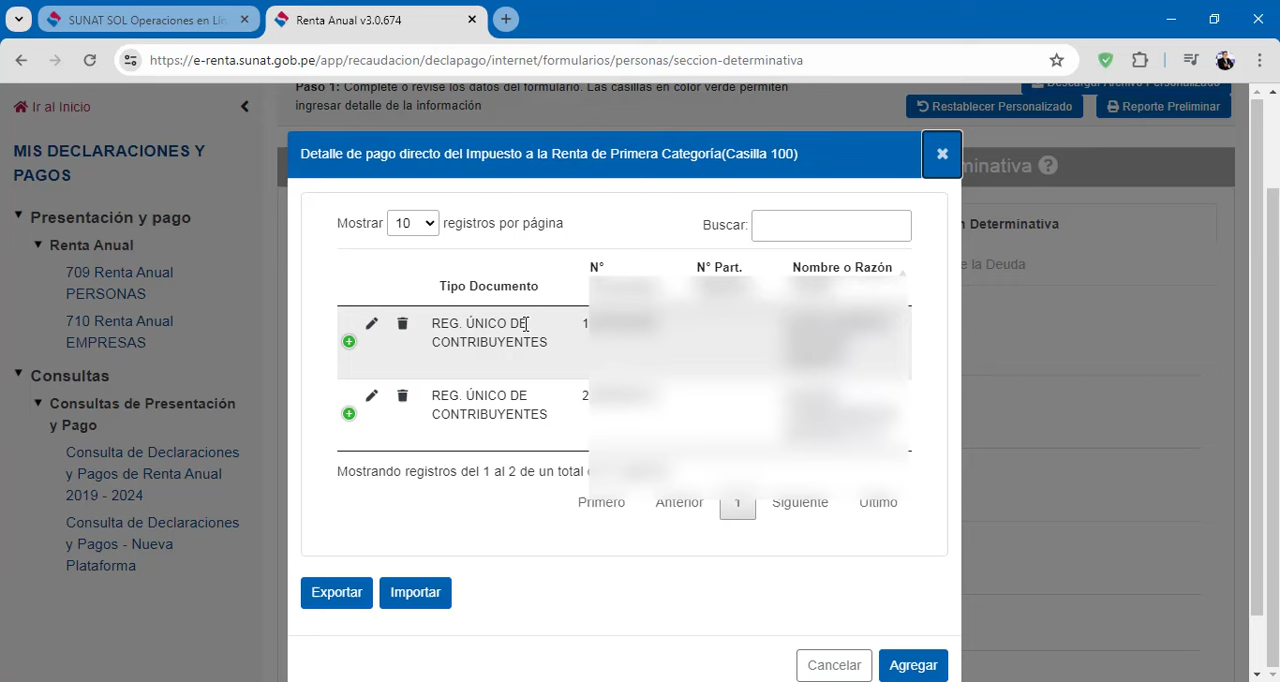 SUNAT SOL Operaciones en Lín
Renta Anual v3.0.674
https://e-renta.sunat.gob.pe/app/recaudacion/declapago/internet/formularios/personas/seccion-determinativa
Ir al Inicio
MIS DECLARACIONES Y
PAGOS
Presentación y pago
Renta Anual
709 Renta Anual
PERSONAS
710 Renta Anual
EMPRESAS
Consultas
Consultas de Presentación
y Pago
Consulta de Declaraciones
y Pagos de Renta Anual
2019 - 2024
Consulta de Declaraciones
y Pagos - Nueva
Plataforma
Paso 1: Complete o revise los datos del formulario. Las casillas en color verde permiten
ingresar detalle de la información
Descargar Archivo Personalizado
Restablecer Personalizado
Reporte Preliminar
minativa
n Determinativa
e la Deuda
Detalle de pago directo del Impuesto a la Renta de Primera Categoría(Casilla 100)
Mostrar 10 registros por página
Buscar:
Tipo Documento N° N° Part. Nombre o Razón
REG. ÚNICO DE 1
CONTRIBUYENTES
REG. ÚNICO DE 2
CONTRIBUYENTES
Mostrando registros del 1 al 2 de un total
Primero Anterior 1 Siguiente Último
Exportar Importar
Cancelar Agregar